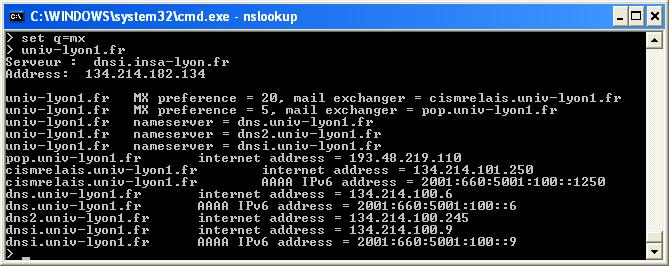 C:\WINDOWS\system32\cmd.exe - nslookup
> set q=mx
> univ-lyon1.fr
Serveur :  dnsi.insa-lyon.fr
Address:  134.214.182.134
univ-lyon1.fr   MX preference = 20, mail exchanger = cismrelais.univ-lyon1.fr
univ-lyon1.fr   MX preference = 5, mail exchanger = pop.univ-lyon1.fr
univ-lyon1.fr   nameserver = dns.univ-lyon1.fr
univ-lyon1.fr   nameserver = dns2.univ-lyon1.fr
univ-lyon1.fr   nameserver = dnsi.univ-lyon1.fr
pop.univ-lyon1.fr       internet address = 193.48.219.110
cismrelais.univ-lyon1.fr        internet address = 134.214.101.250
cismrelais.univ-lyon1.fr        AAAA IPv6 address = 2001:660:5001:100::1250
dns.univ-lyon1.fr       internet address = 134.214.100.6
dns.univ-lyon1.fr       AAAA IPv6 address = 2001:660:5001:100::6
dns2.univ-lyon1.fr      internet address = 134.214.100.245
dnsi.univ-lyon1.fr      internet address = 134.214.100.9
dnsi.univ-lyon1.fr      AAAA IPv6 address = 2001:660:5001:100::9
> _